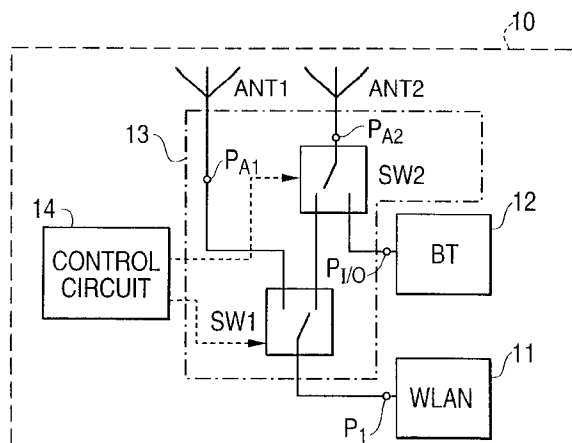 10
ANT1
ANT2
13
PA1
PA2
SW2
14
CONTROL
CIRCUIT
12
BT
PI/O
SW1
11
WLAN
P1